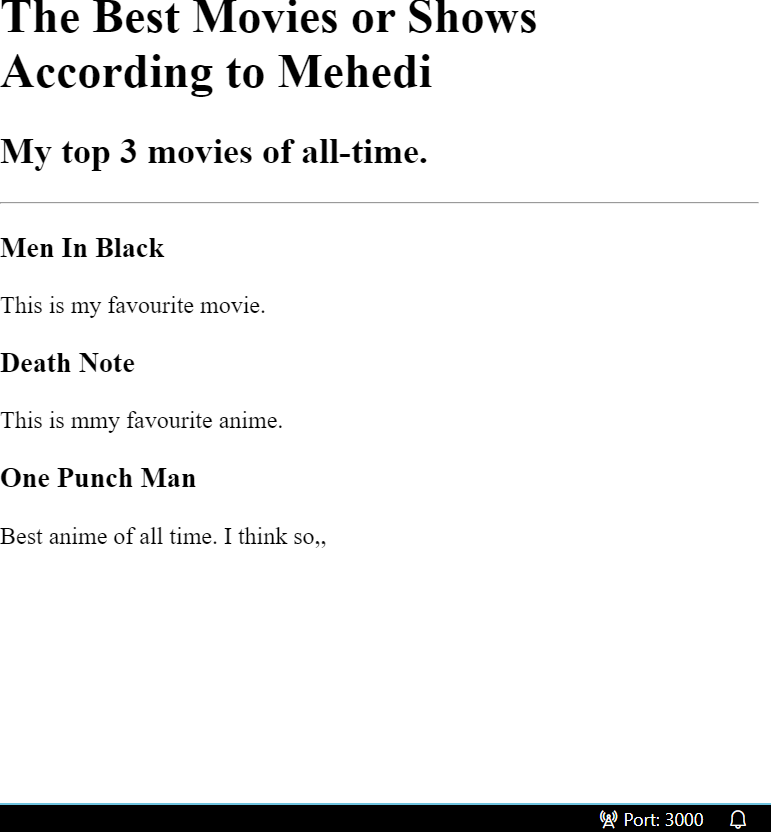 The Best Movies or Shows
According to Mehedi
My top 3 movies of all-time.
Men In Black
This is my favourite movie.
Death Note
This is mmy favourite anime.
One Punch Man
Best anime of all time. I think so,,
Port: 3000